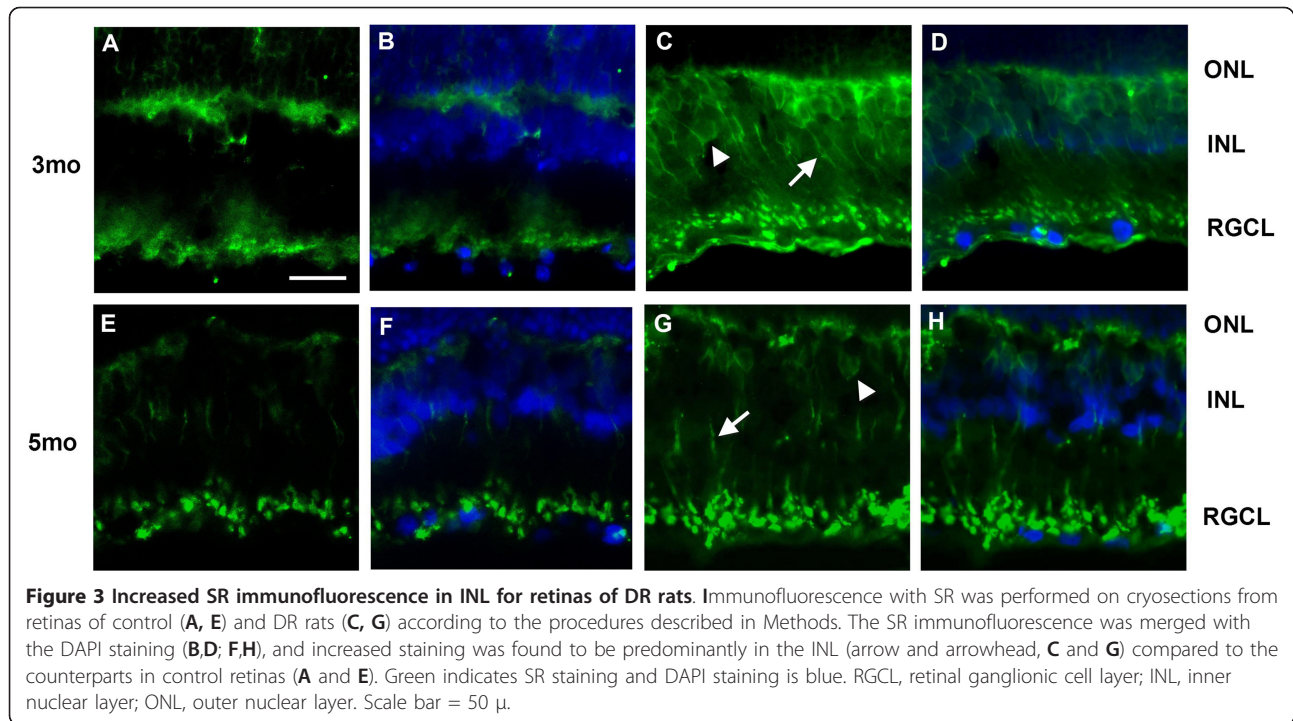 A
B
C
D
ONL
3mo
INL
RGCL
E
F
G
H
ONL
5mo
INL
RGCL
Figure 3 Increased SR immunofluorescence in INL for retinas of DR rats. Immunofluorescence with SR was performed on cryosections from
retinas of control (A, E) and DR rats (C, G) according to the procedures described in Methods. The SR immunofluorescence was merged with
the DAPI staining (B,D; F,H), and increased staining was found to be predominantly in the INL (arrow and arrowhead, C and G) compared to the
counterparts in control retinas (A and E). Green indicates SR staining and DAPI staining is blue. RGCL, retinal ganglionic cell layer; INL, inner
nuclear layer; ONL, outer nuclear layer. Scale bar = 50 μ.